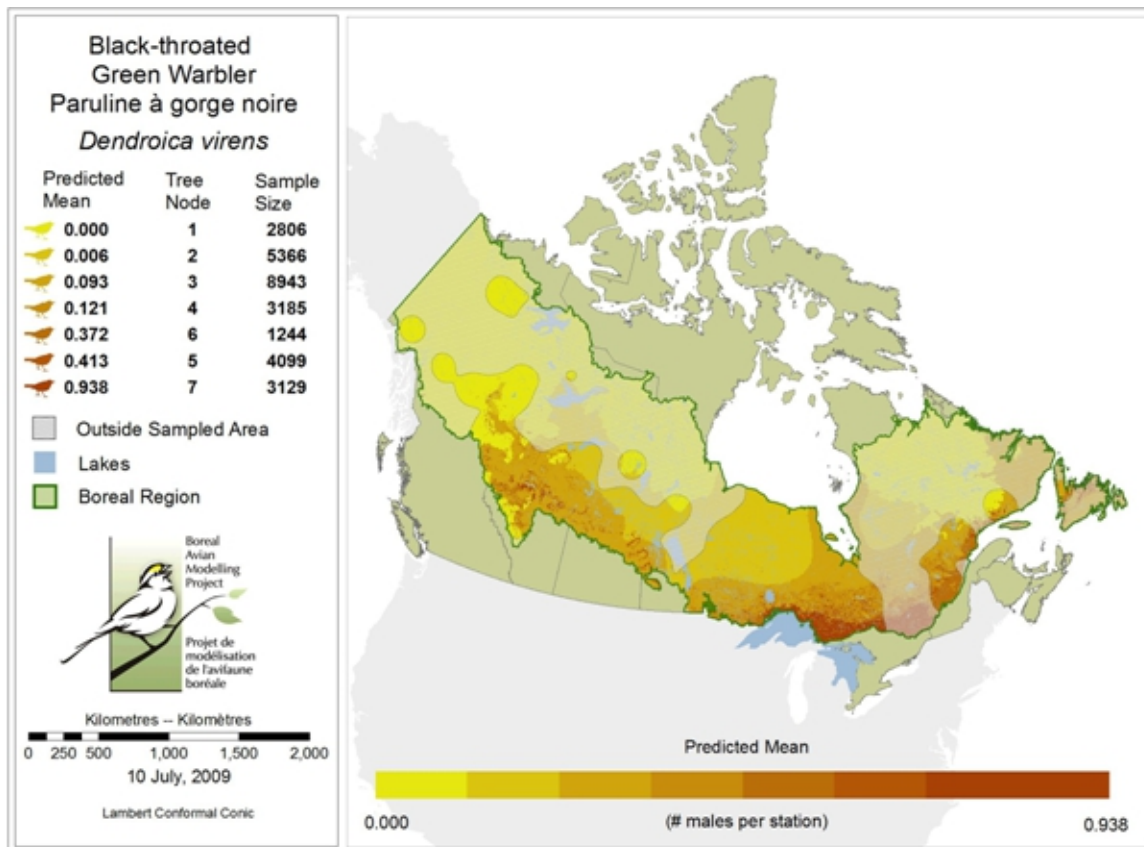 Black-throated
Green Warbler
Paruline à gorge noire
Dendroica virens
Predicted Mean Tree Node Sample Size
0.000 1 2806
0.006 2 5366
0.093 3 8943
0.121 4 3185
0.372 6 1244
0.413 5 4099
0.938 7 3129
Outside Sampled Area
Lakes
Boreal Region
Boreal
Avian
Modelling
Project
Projet de
modélisation
de l'avifaune
boréale
Kilometres -- Kilomètres
0 250 500 1,000 1,500 2,000
10 July, 2009
Lambert Conformal Conic
Predicted Mean
0.000 (# males per station) 0.938